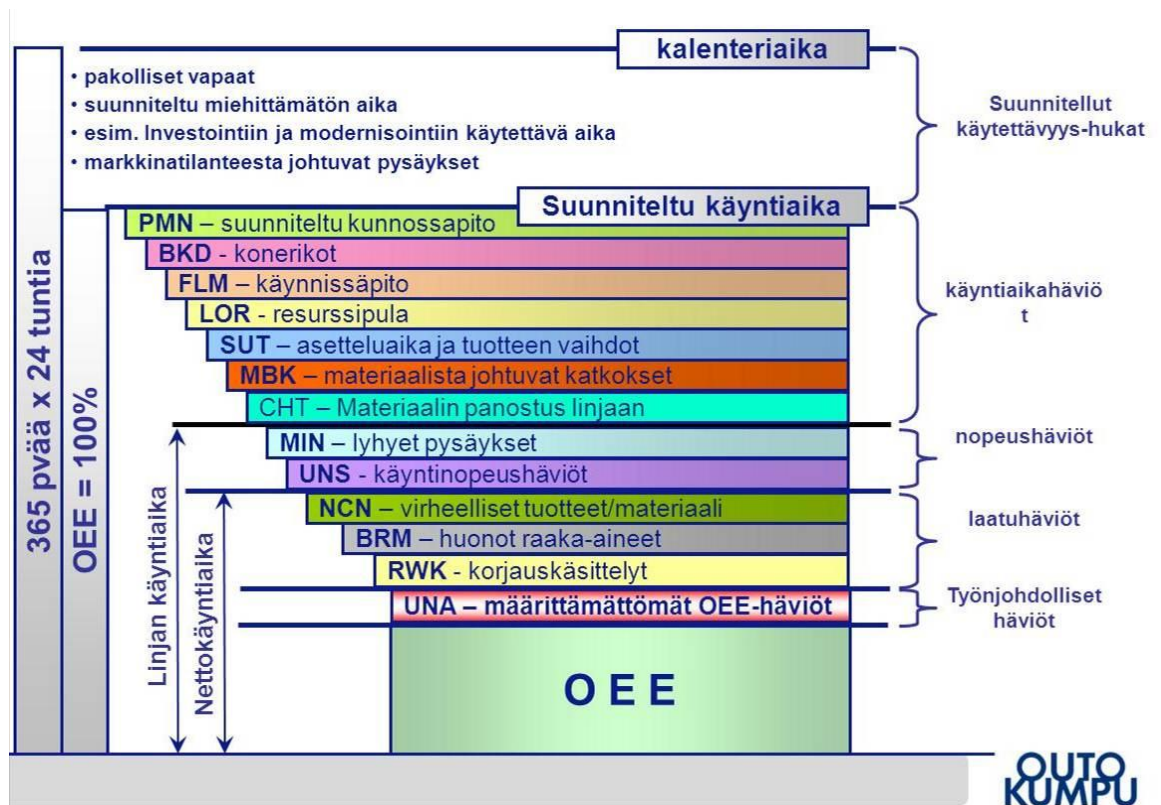 kalenteriaika
• pakolliset vapaat
• suunniteltu miehittämätön aika
• esim. Investointiin ja modernisointiin käytettävä aika
• markkinatilanteesta johtuvat pysäykset
Suunnitellut
käytettävyys-hukat
Suunniteltu käyntiaika
PMN – suunniteltu kunnossapito
BKD - konerikot
FLM – käynnissäpito
LOR - resurssipula
SUT – asetteluaika ja tuotteen vaihdot
MBK – materiaalista johtuvat katkokset
CHT – Materiaalin panostus linjaan
käyntiaikahäviö
t
MIN – lyhyet pysäykset
UNS - käyntinopeushäviöt
nopeushäviöt
NCN – virheelliset tuotteet/materiaali
BRM – huonot raaka-aineet
RWK - korjauskäsittelyt
laatuhäviöt
UNA – määrittämättömät OEE-häviöt
Työnjohdolliset
häviöt
O E E
365 pvää x 24 tuntia
OEE = 100%
Linjan käyntiaika
Nettokäyntiaika
OUTO
KUMPU